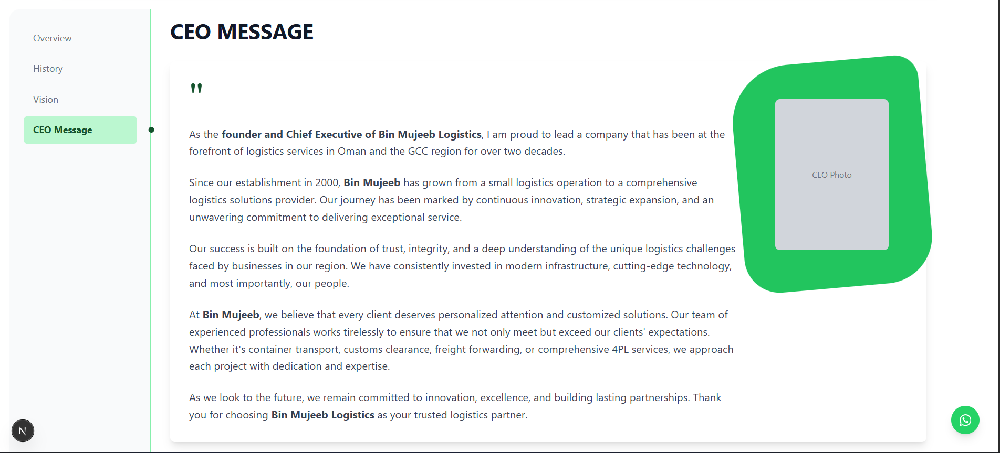 Overview
History
Vision
CEO Message
CEO MESSAGE
"
As the founder and Chief Executive of Bin Mujeeb Logistics, I am proud to lead a company that has been at the
forefront of logistics services in Oman and the GCC region for over two decades.
Since our establishment in 2000, Bin Mujeeb has grown from a small logistics operation to a comprehensive
logistics solutions provider. Our journey has been marked by continuous innovation, strategic expansion, and an
unwavering commitment to delivering exceptional service.
Our success is built on the foundation of trust, integrity, and a deep understanding of the unique logistics challenges
faced by businesses in our region. We have consistently invested in modern infrastructure, cutting-edge technology,
and most importantly, our people.
At Bin Mujeeb, we believe that every client deserves personalized attention and customized solutions. Our team of
experienced professionals works tirelessly to ensure that we not only meet but exceed our clients' expectations.
Whether it's container transport, customs clearance, freight forwarding, or comprehensive 4PL services, we approach
each project with dedication and expertise.
As we look to the future, we remain committed to innovation, excellence, and building lasting partnerships. Thank
you for choosing Bin Mujeeb Logistics as your trusted logistics partner.
CEO Photo
N